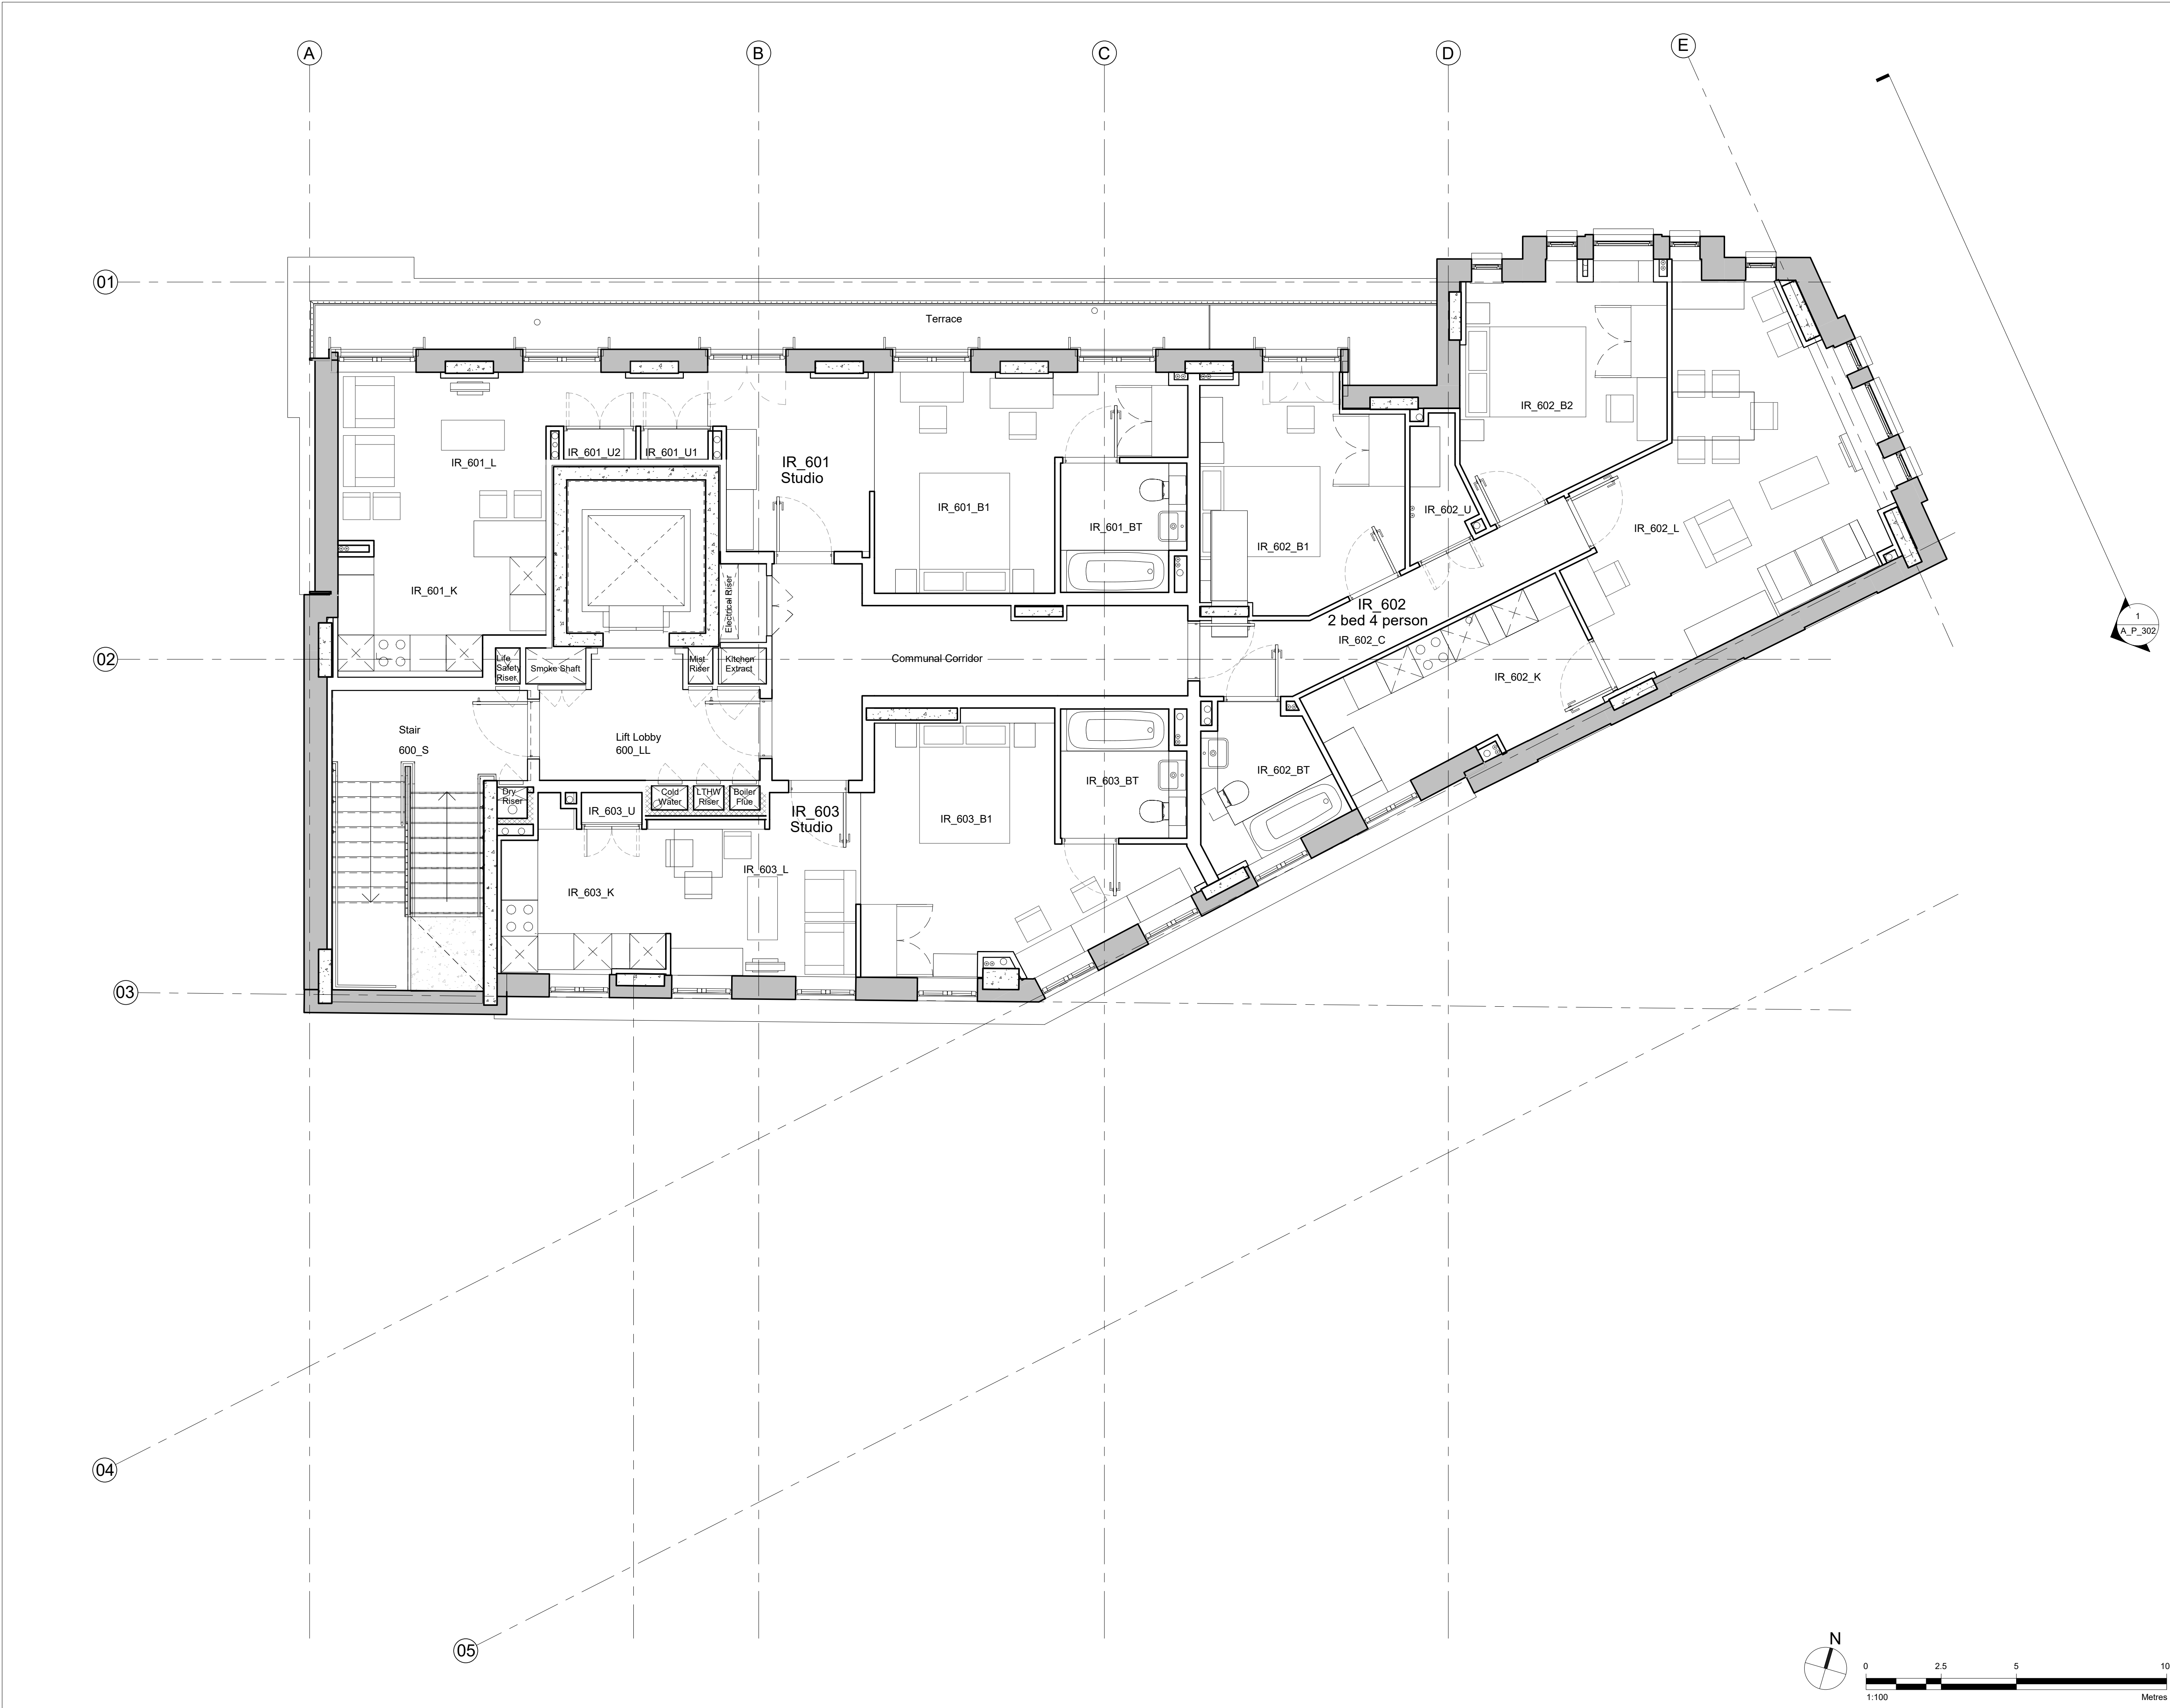 A
B
C
D
E
01
Terrace
IR_602_B2
IR_601_U2
IR_601_U1
IR_601_L
IR_601
Studio
IR_601_B1
IR_602_U
IR_601_BT
IR_602_L
IR_602_B1
IR_601_K
Electrical Riser
IR_602
2 bed 4 person
IR_602_C
1
A_P_302
02
Life
Safety
Riser
Smoke Shaft
Mist
Riser
Kitchen
Extract
Communal Corridor
IR_602_K
Stair
600_S
Lift Lobby
600_LL
IR_602_BT
IR_603_BT
Dry
Riser
Cold
Water
LTHW
Riser
Boiler
Flue
IR_603_U
IR_603
Studio
IR_603_B1
IR_603_L
IR_603_K
03
04
05
N
0
2.5
5
10
1:100
Metres